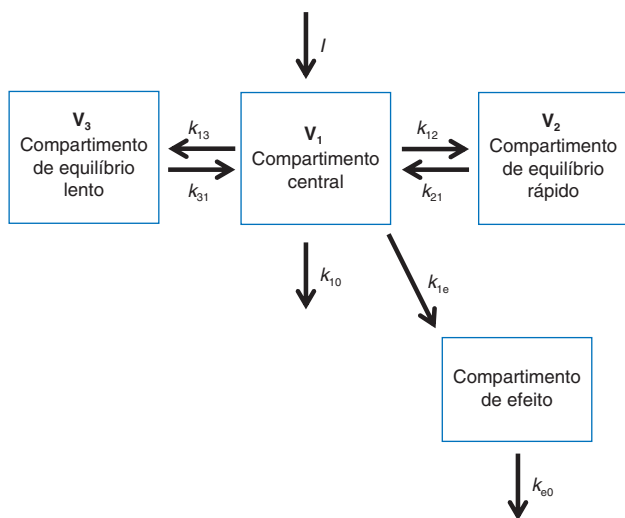 I
V₃
Compartimento
de equilíbrio
lento
k₁₃
k₃₁
V₁
Compartimento
central
k₁₂
k₂₁
V₂
Compartimento
de equilíbrio
rápido
k₁₀
k₁ₑ
Compartimento
de efeito
kₑ₀